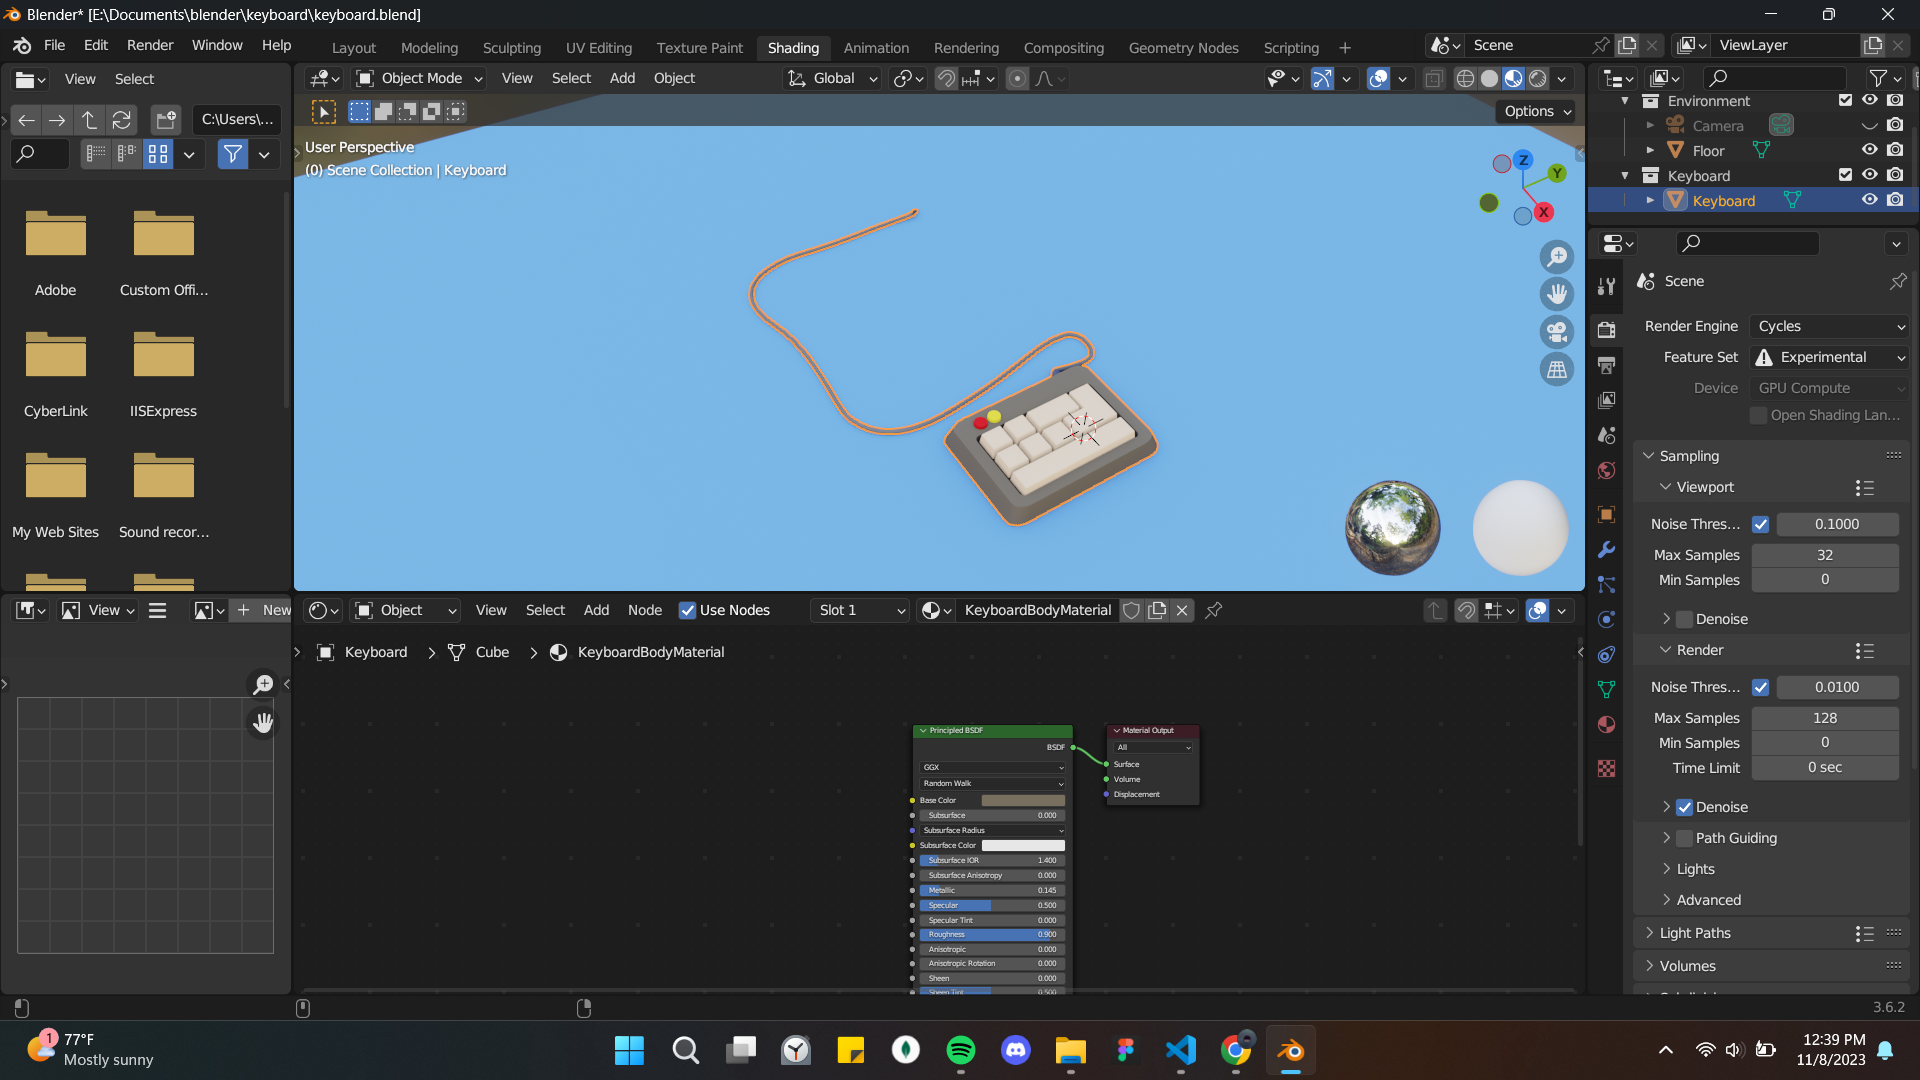 Blender* [E:\Documents\blender\keyboard\keyboard.blend]
File Edit Render Window Help
Layout Modeling Sculpting UV Editing Texture Paint Shading Animation Rendering Compositing Geometry Nodes Scripting
Scene
ViewLayer
View Select
Object Mode View Select Add Object
Global
C:\Users\...
Options
User Perspective
(0) Scene Collection | Keyboard
Z
Y
X
Adobe
Custom Offi...
CyberLink
IISExpress
My Web Sites
Sound recor...
Environment
Camera
Floor
Keyboard
Keyboard
Scene
Render Engine Cycles
Feature Set Experimental
Device GPU Compute
Open Shading Lan...
Sampling
Viewport
Noise Thres... 0.1000
Max Samples 32
Min Samples 0
Denoise
Render
Noise Thres... 0.0100
Max Samples 128
Min Samples 0
Time Limit 0 sec
Denoise
Path Guiding
Lights
Advanced
Light Paths
Volumes
View
New
Object View Select Add Node Use Nodes
Slot 1
KeyboardBodyMaterial
Keyboard Cube KeyboardBodyMaterial
Principled BSDF
BSDF
GGX
Random Walk
Base Color
Subsurface 0.000
Subsurface Radius
Subsurface Color
Subsurface IOR 1.400
Subsurface Anisotropy 0.000
Metallic 0.145
Specular 0.500
Specular Tint 0.000
Roughness 0.900
Anisotropic 0.000
Anisotropic Rotation 0.000
Sheen 0.000
Sheen Tint 0.500
Material Output
All
Surface
Volume
Displacement
3.6.2
1
77°F
Mostly sunny
12:39 PM
11/8/2023